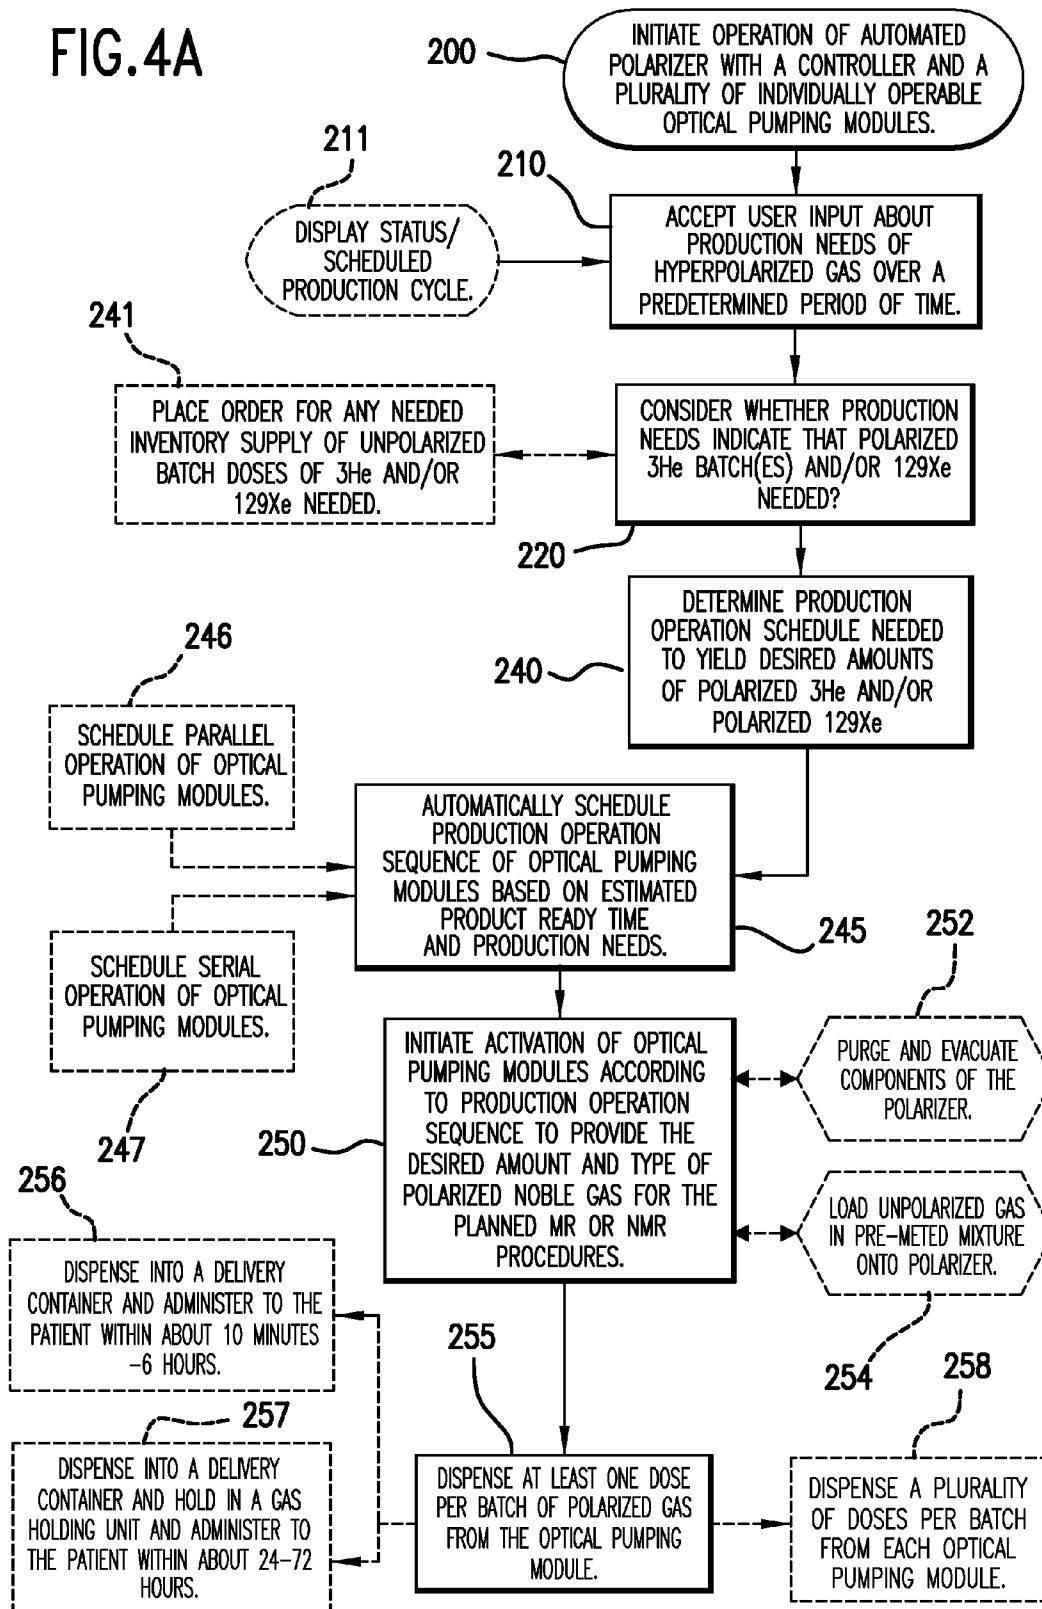 FIG.4A
200
INITIATE OPERATION OF AUTOMATED
POLARIZER WITH A CONTROLLER AND A
PLURALITY OF INDIVIDUALLY OPERABLE
OPTICAL PUMPING MODULES.
211
DISPLAY STATUS/
SCHEDULED
PRODUCTION CYCLE.
210
ACCEPT USER INPUT ABOUT
PRODUCTION NEEDS OF
HYPERPOLARIZED GAS OVER A
PREDETERMINED PERIOD OF TIME.
241
PLACE ORDER FOR ANY NEEDED
INVENTORY SUPPLY OF UNPOLARIZED
BATCH DOSES OF 3He AND/OR
129Xe NEEDED.
CONSIDER WHETHER PRODUCTION
NEEDS INDICATE THAT POLARIZED
3He BATCH(ES) AND/OR 129Xe
NEEDED?
220
DETERMINE PRODUCTION
OPERATION SCHEDULE NEEDED
TO YIELD DESIRED AMOUNTS
OF POLARIZED 3He AND/OR
POLARIZED 129Xe
240
246
SCHEDULE PARALLEL
OPERATION OF OPTICAL
PUMPING MODULES.
AUTOMATICALLY SCHEDULE
PRODUCTION OPERATION
SEQUENCE OF OPTICAL PUMPING
MODULES BASED ON ESTIMATED
PRODUCT READY TIME
AND PRODUCTION NEEDS.
245
SCHEDULE SERIAL
OPERATION OF OPTICAL
PUMPING MODULES.
247
252
PURGE AND EVACUATE
COMPONENTS OF THE
POLARIZER.
INITIATE ACTIVATION OF OPTICAL
PUMPING MODULES ACCORDING
TO PRODUCTION OPERATION
SEQUENCE TO PROVIDE THE
DESIRED AMOUNT AND TYPE OF
POLARIZED NOBLE GAS FOR THE
PLANNED MR OR NMR
PROCEDURES.
250
LOAD UNPOLARIZED GAS
IN PRE-METED MIXTURE
ONTO POLARIZER.
254
256
DISPENSE INTO A DELIVERY
CONTAINER AND ADMINISTER TO THE
PATIENT WITHIN ABOUT 10 MINUTES
-6 HOURS.
257
DISPENSE INTO A DELIVERY
CONTAINER AND HOLD IN A GAS
HOLDING UNIT AND ADMINISTER TO
THE PATIENT WITHIN ABOUT 24-72
HOURS.
255
DISPENSE AT LEAST ONE DOSE
PER BATCH OF POLARIZED GAS
FROM THE OPTICAL PUMPING
MODULE.
258
DISPENSE A PLURALITY
OF DOSES PER BATCH
FROM EACH OPTICAL
PUMPING MODULE.